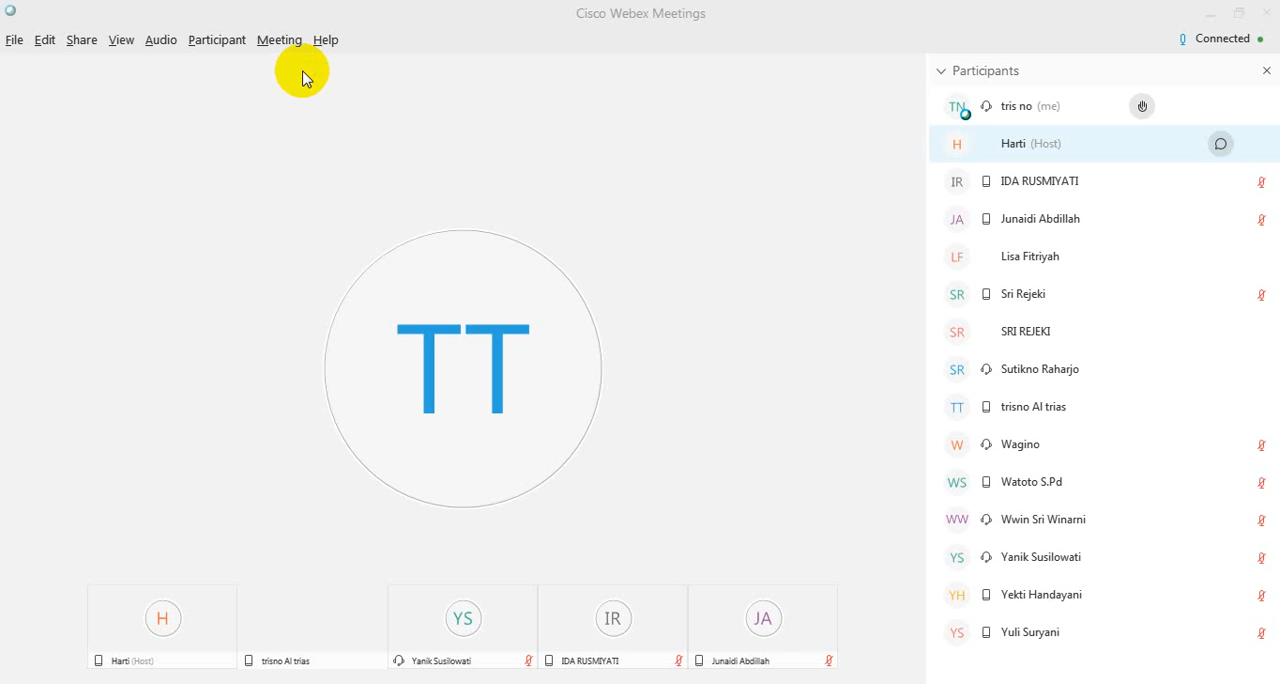 Cisco Webex Meetings
File Edit Share View Audio Participant Meeting Help
Connected
Participants
TN tris no (me)
H Harti (Host)
IR IDA RUSMIYATI
JA Junaidi Abdillah
LF Lisa Fitriyah
SR Sri Rejeki
SR SRI REJEKI
SR Sutikno Raharjo
TT trisno Al trias
W Wagino
WS Watoto S.Pd
WW Wwin Sri Winarni
YS Yanik Susilowati
YH Yekti Handayani
YS Yuli Suryani
TT
H YS IR JA
Harti (Host) trisno Al trias Yanik Susilowati IDA RUSMIYATI Junaidi Abdillah